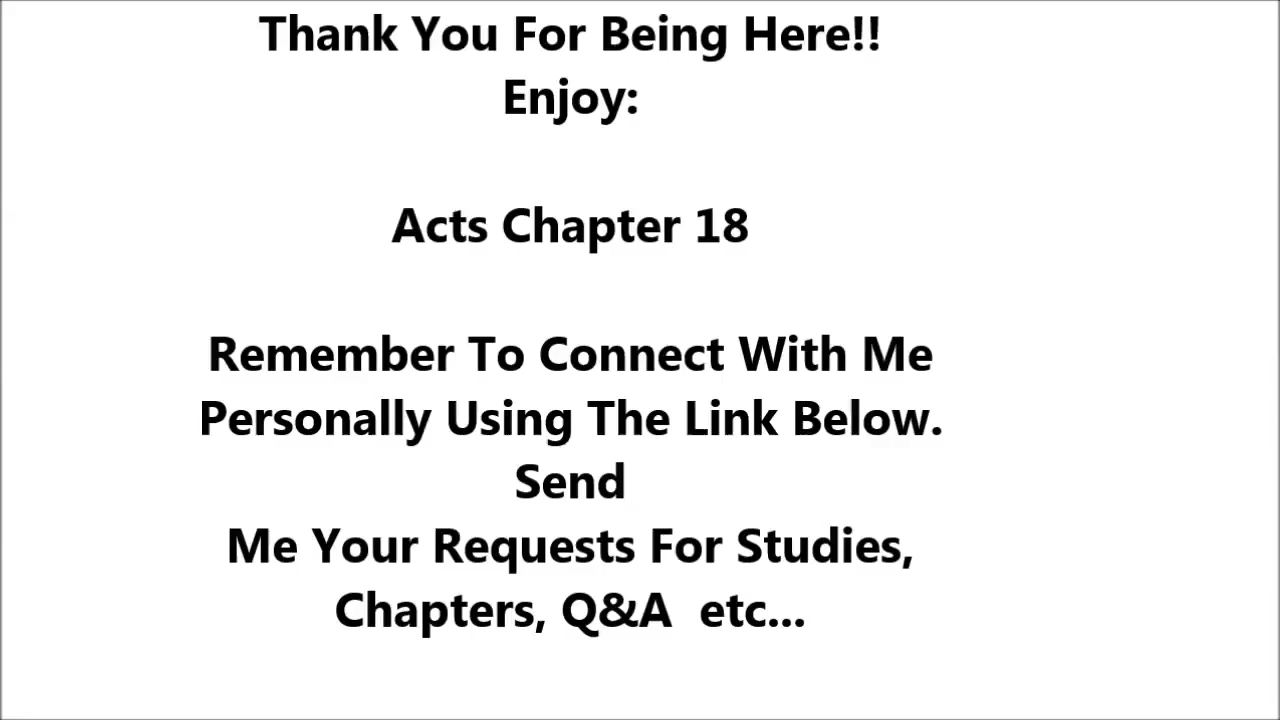 Thank You For Being Here!!
Enjoy:
Acts Chapter 18
Remember To Connect With Me
Personally Using The Link Below.
Send
Me Your Requests For Studies,
Chapters, Q&A  etc...